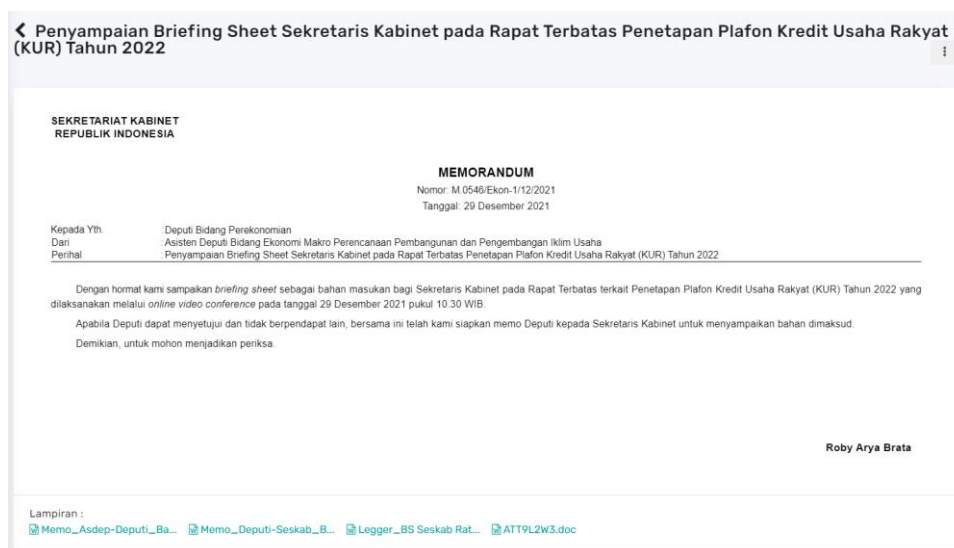 Penyampaian Briefing Sheet Sekretaris Kabinet pada Rapat Terbatas Penetapan Plafon Kredit Usaha Rakyat
(KUR) Tahun 2022
SEKRETARIAT KABINET
REPUBLIK INDONESIA
MEMORANDUM
Nomor: M.0546/Ekon-1/12/2021
Tanggal: 29 Desember 2021
Kepada Yth. : Deputi Bidang Perekonomian
Dari : Asisten Deputi Bidang Ekonomi Makro Perencanaan Pembangunan dan Pengembangan Iklim Usaha
Perihal : Penyampaian Briefing Sheet Sekretaris Kabinet pada Rapat Terbatas Penetapan Plafon Kredit Usaha Rakyat (KUR) Tahun 2022
Dengan hormat kami sampaikan briefing sheet sebagai bahan masukan bagi Sekretaris Kabinet pada Rapat Terbatas terkait Penetapan Plafon Kredit Usaha Rakyat (KUR) Tahun 2022 yang
dilaksanakan melalui online video conference pada tanggal 29 Desember 2021 pukul 10.30 WIB.
Apabila Deputi dapat menyetujui dan tidak berpendapat lain, bersama ini telah kami siapkan memo Deputi kepada Sekretaris Kabinet untuk menyampaikan bahan dimaksud.
Demikian, untuk mohon menjadikan periksa.
Roby Arya Brata
Lampiran :
Memo_Asdep-Deputi_Ba... Memo_Deputi-Seskab_B... Legger_BS Seskab Rat... ATT9L2W3.doc